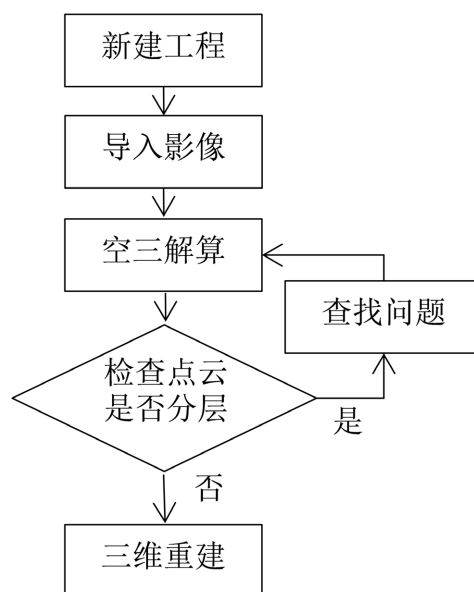 新建工程
导入影像
空三解算
查找问题
检查点云
是否分层
是
否
三维重建